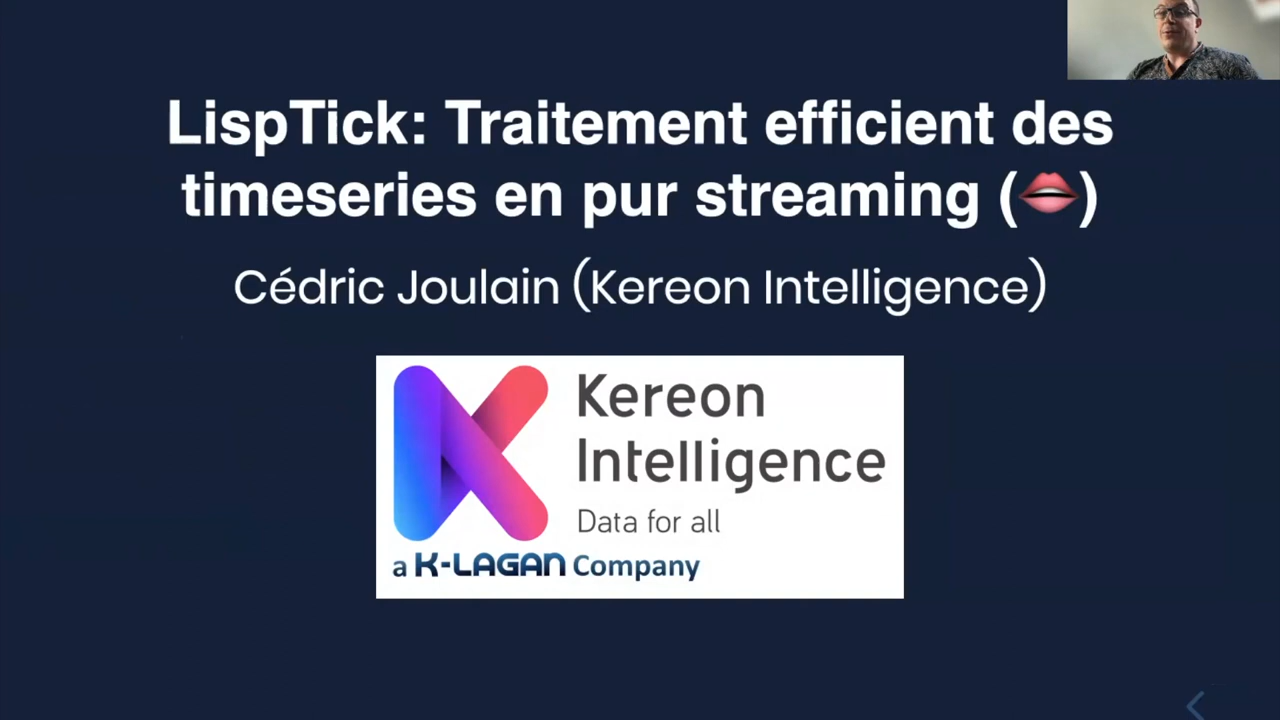 LispTick: Traitement efficient des
timeseries en pur streaming (👄)
Cédric Joulain (Kereon Intelligence)
Kereon
Intelligence
Data for all
a K-LAGAN Company